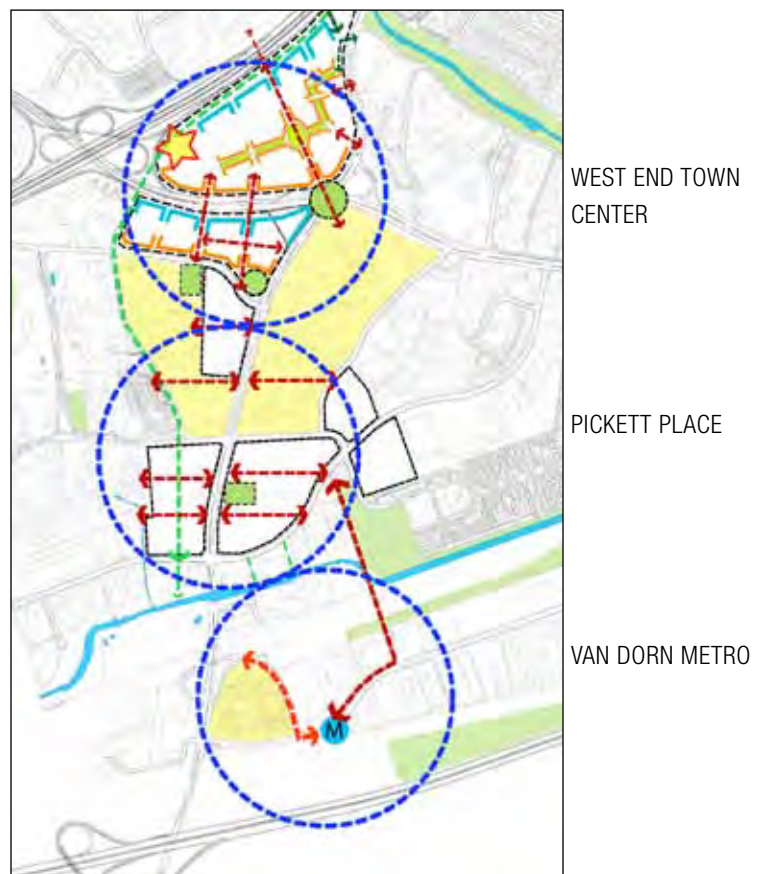 WEST END TOWN
CENTER
PICKETT PLACE
VAN DORN METRO
M